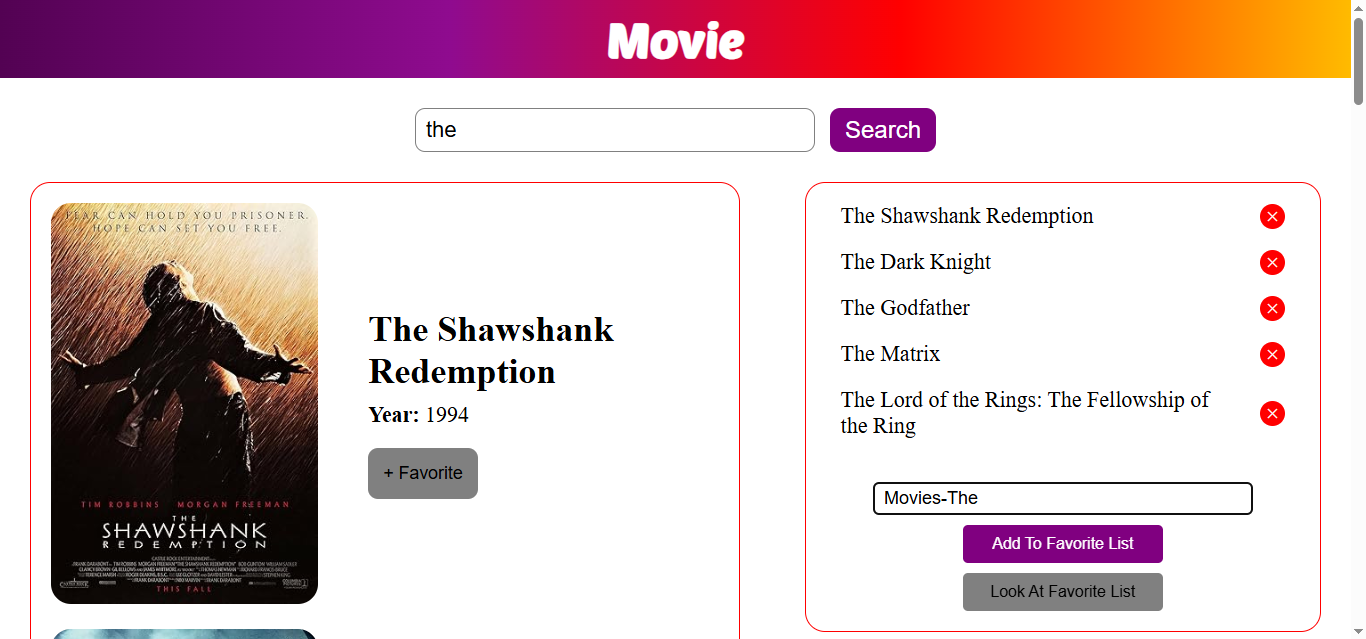 Movie
the
Search
FEAR CAN HOLD YOU PRISONER.
HOPE CAN SET YOU FREE.
TIM ROBBINS MORGAN FREEMAN
THE
SHAWSHANK
REDEMPTION
THIS FALL
The Shawshank
Redemption
Year: 1994
+ Favorite
The Shawshank Redemption
The Dark Knight
The Godfather
The Matrix
The Lord of the Rings: The Fellowship of
the Ring
Movies-The
Add To Favorite List
Look At Favorite List